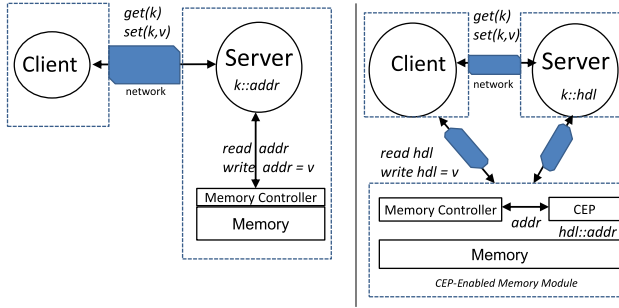 get(k)
set(k,v)
Client
Server
k::addr
network
read addr
write addr = v
Memory Controller
Memory
get(k)
set(k,v)
Client
Server
k::hdl
network
read hdl
write hdl = v
Memory Controller
CEP
addr
hdl::addr
Memory
CEP-Enabled Memory Module